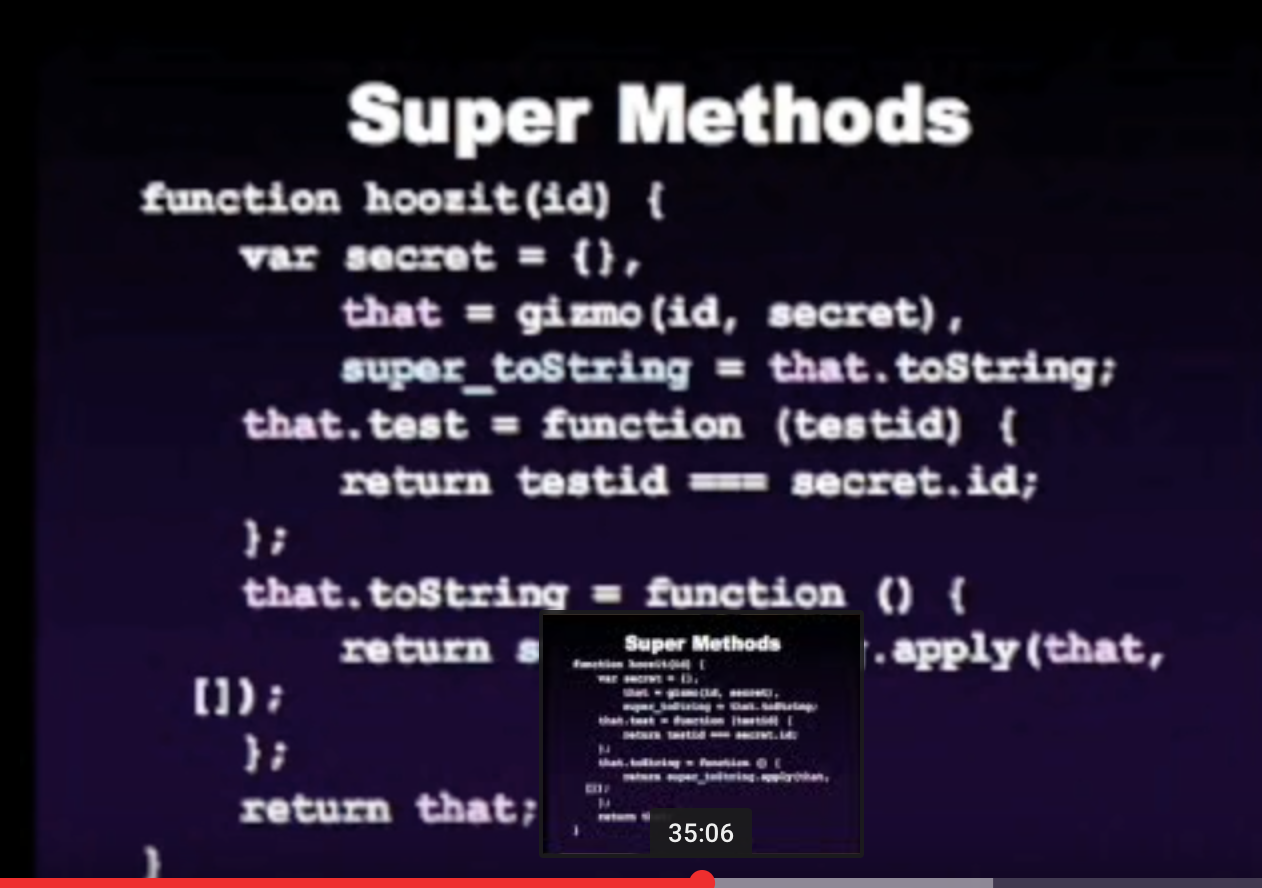 Super Methods
function hoozit(id) {
var secret = {},
that = gizmo(id, secret),
super_toString = that.toString;
that.test = function (testid) {
return testid === secret.id;
};
that.toString = function () {
return s .apply(that,
[]);
};
return that;
}
Super Methods
function hoozit(id) {
var secret = {},
that = gizmo(id, secret),
super_toString = that.toString;
that.test = function (testid) {
return testid === secret.id;
};
that.toString = function () {
return super_toString.apply(that,
[]);
};
return th
}
35:06